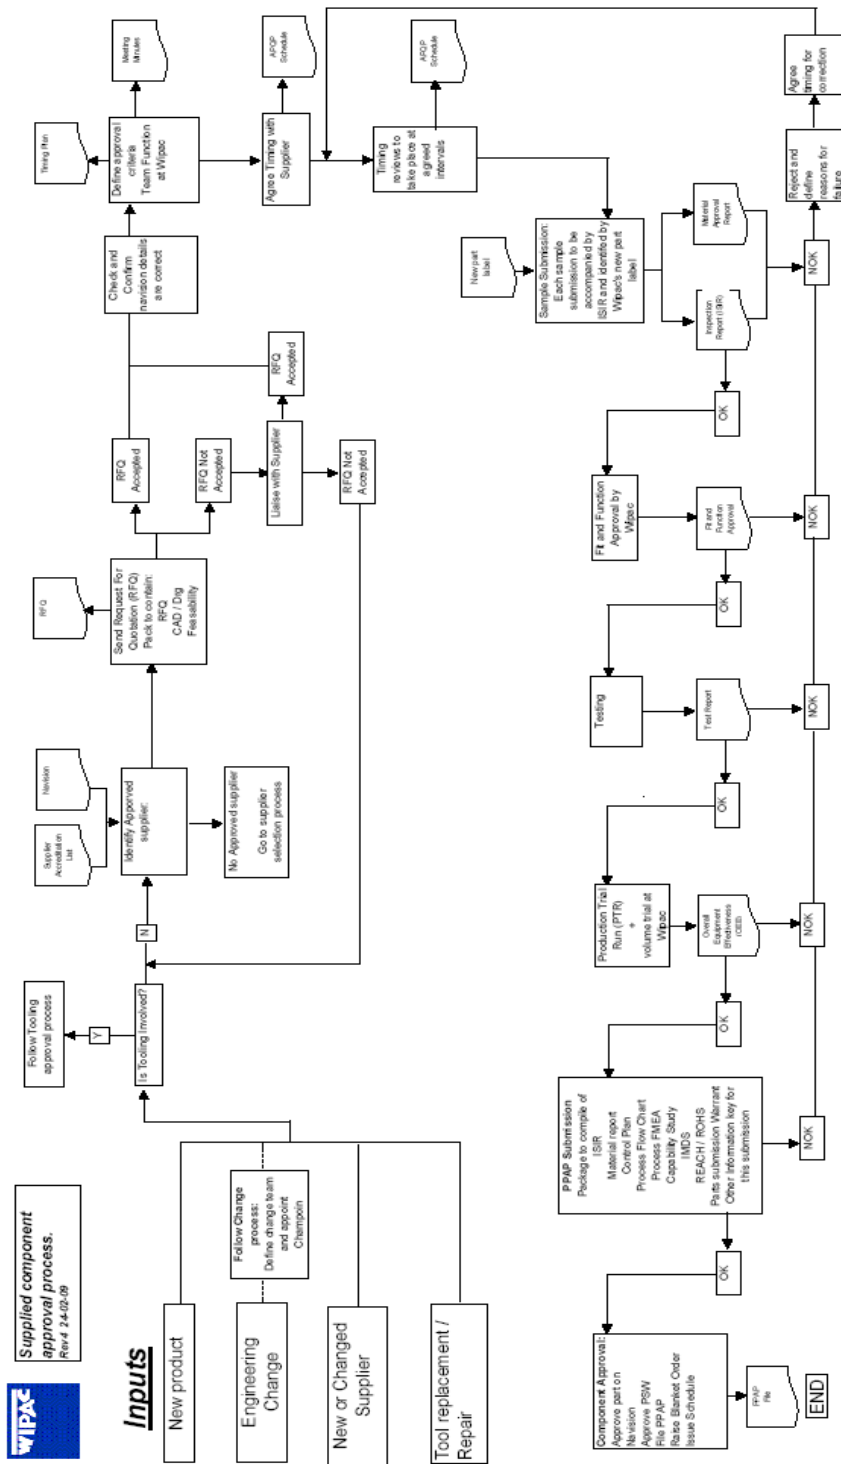 WIPAC
Supplied component
approval process.
Rev4 24-02-09
Inputs
New product
Engineering
Change
New or Changed
Supplier
Tool replacement /
Repair
Follow Change
process:
Define change team
and appoint
Champoin
Is Tooling Involved?
Y
Follow Tooling
approval process
N
Supplier
Accreditation
List
Navision
Identify Apporved
supplier:
No Approved supplier
Go to supplier
selection process
RFQ
Send Request For
Quotation (RFQ)
Pack to contain:
RFQ
CAD / Drg
Feasability
RFQ
Accepted
RFQ Not
Accepted
Liaise with Supplier
RFQ
Accepted
RFQ Not
Accepted
Check and
Confirm
navision details
are correct
Timing Plan
Meeting
Minutes
Define approval
criteria
Team Function
at Wipac
APQP
Schedule
Agree Timing with
Supplier
APQP
Schedule
Timing
reviews to
take place at
agreed
intervals
New part
label
Sample Submission:
Each sample
submission to be
accompanied by
ISIR and identifed by
Wipac's new part
label
Material
Approval
Report
Inspection
Report (ISIR)
NOK
Reject and
define
reasons for
failure
Agree
timing for
correction
OK
Fit and Function
Approval by
Wipac
Fit and
Function
Approval
NOK
OK
Testing
Test Report
NOK
OK
Production Trial
Run (PTR)
+
volume trial at
Wipac
Overall
Equipment
Effectiveness
(OEE)
NOK
OK
PPAP Submission
Package to compile of
ISIR
Material report
Control Plan
Process Flow Chart
Process FMEA
Capability Study
IMDS
REACH / ROHS
Parts submission Warrant
Other Information key for
this submission
NOK
OK
Component Approval:
Approve part on
Navision
Approve PSW
File PPAP
Raise Blanket Order
Issue Schedule
PPAP
File
END